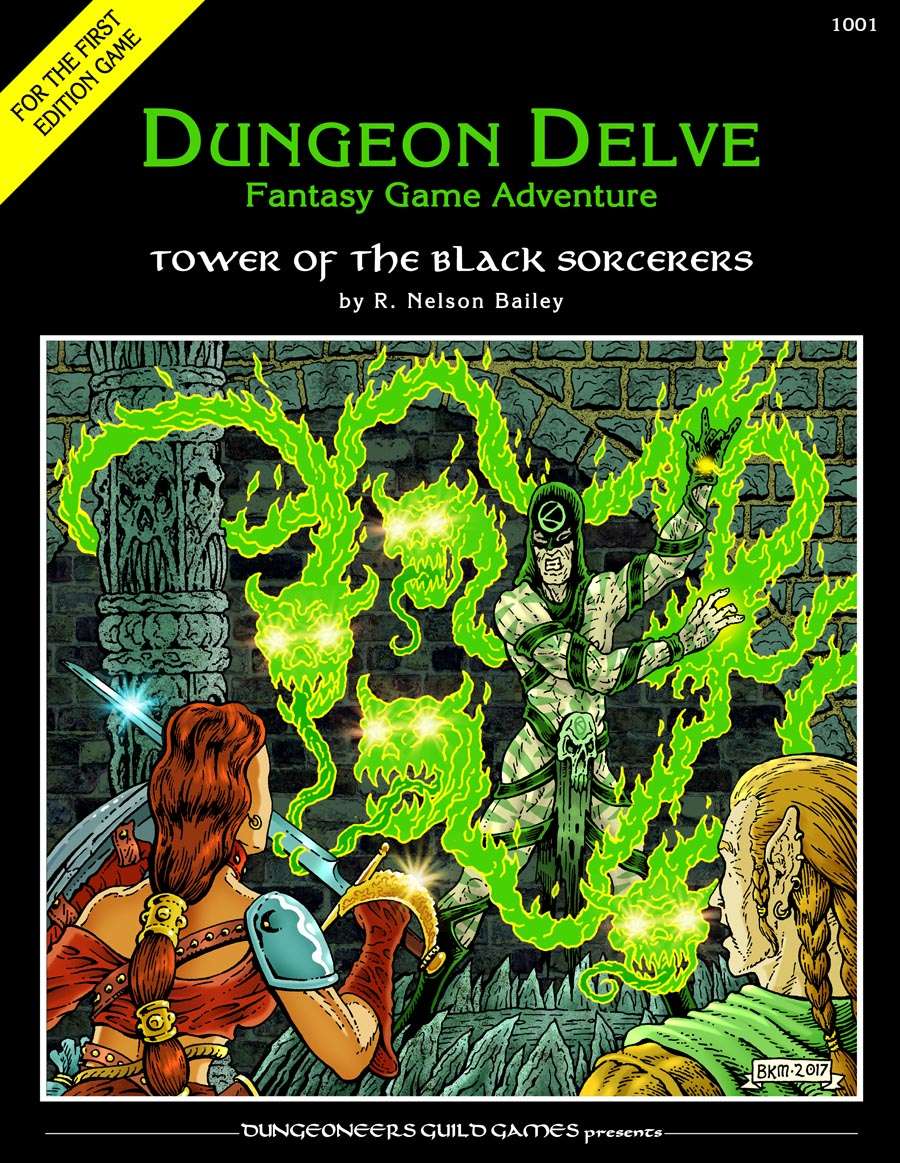 1001
FOR THE FIRST
EDITION GAME
DUNGEON DELVE
Fantasy Game Adventure
TOWER OF THE BLACK SORCERERS
by R. Nelson Bailey
BKM·2017
DUNGEONEERS GUILD GAMES presents